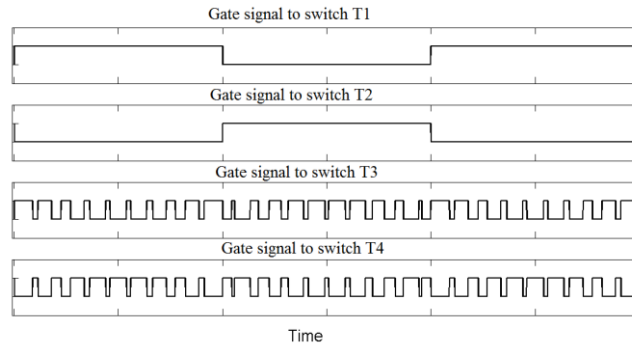 Gate signal to switch T1
Gate signal to switch T2
Gate signal to switch T3
Gate signal to switch T4
Time